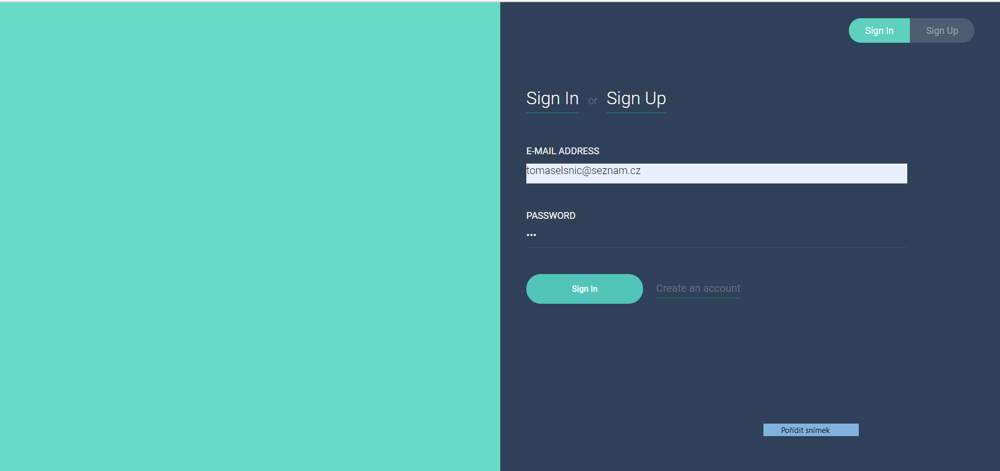 Sign In Sign Up
Sign In or Sign Up
E-MAIL ADDRESS
tomaselsnic@seznam.cz
PASSWORD
•••
Sign In Create an account
Pořídit snímek